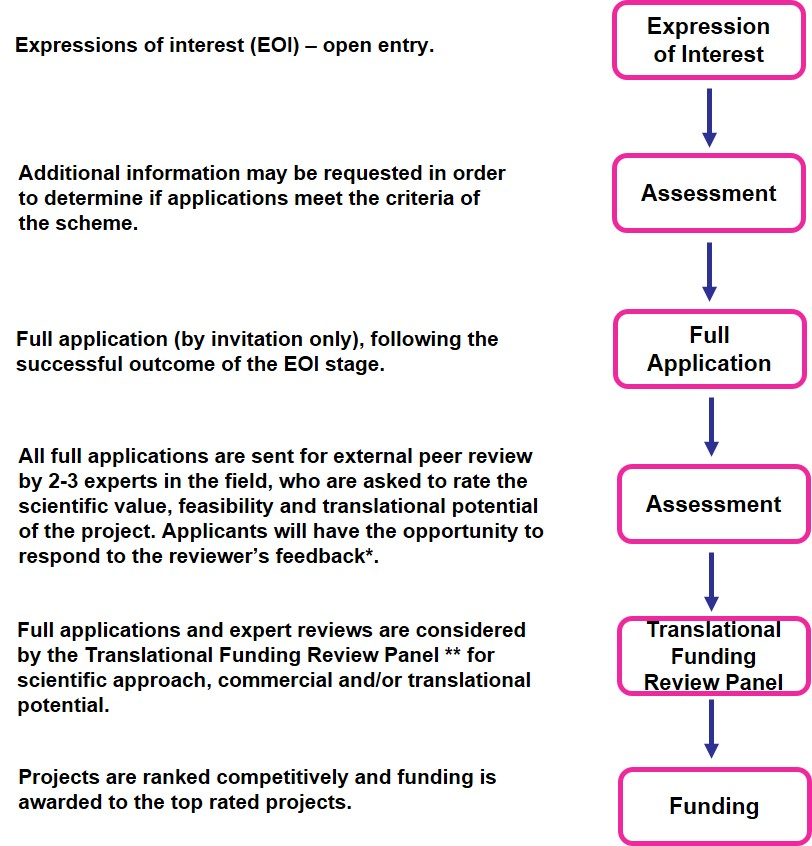 Expressions of interest (EOI) – open entry.
Expression
of Interest
Additional information may be requested in order
to determine if applications meet the criteria of
the scheme.
Assessment
Full application (by invitation only), following the
successful outcome of the EOI stage.
Full
Application
All full applications are sent for external peer review
by 2-3 experts in the field, who are asked to rate the
scientific value, feasibility and translational potential
of the project. Applicants will have the opportunity to
respond to the reviewer’s feedback*.
Assessment
Full applications and expert reviews are considered
by the Translational Funding Review Panel ** for
scientific approach, commercial and/or translational
potential.
Translational
Funding
Review Panel
Projects are ranked competitively and funding is
awarded to the top rated projects.
Funding